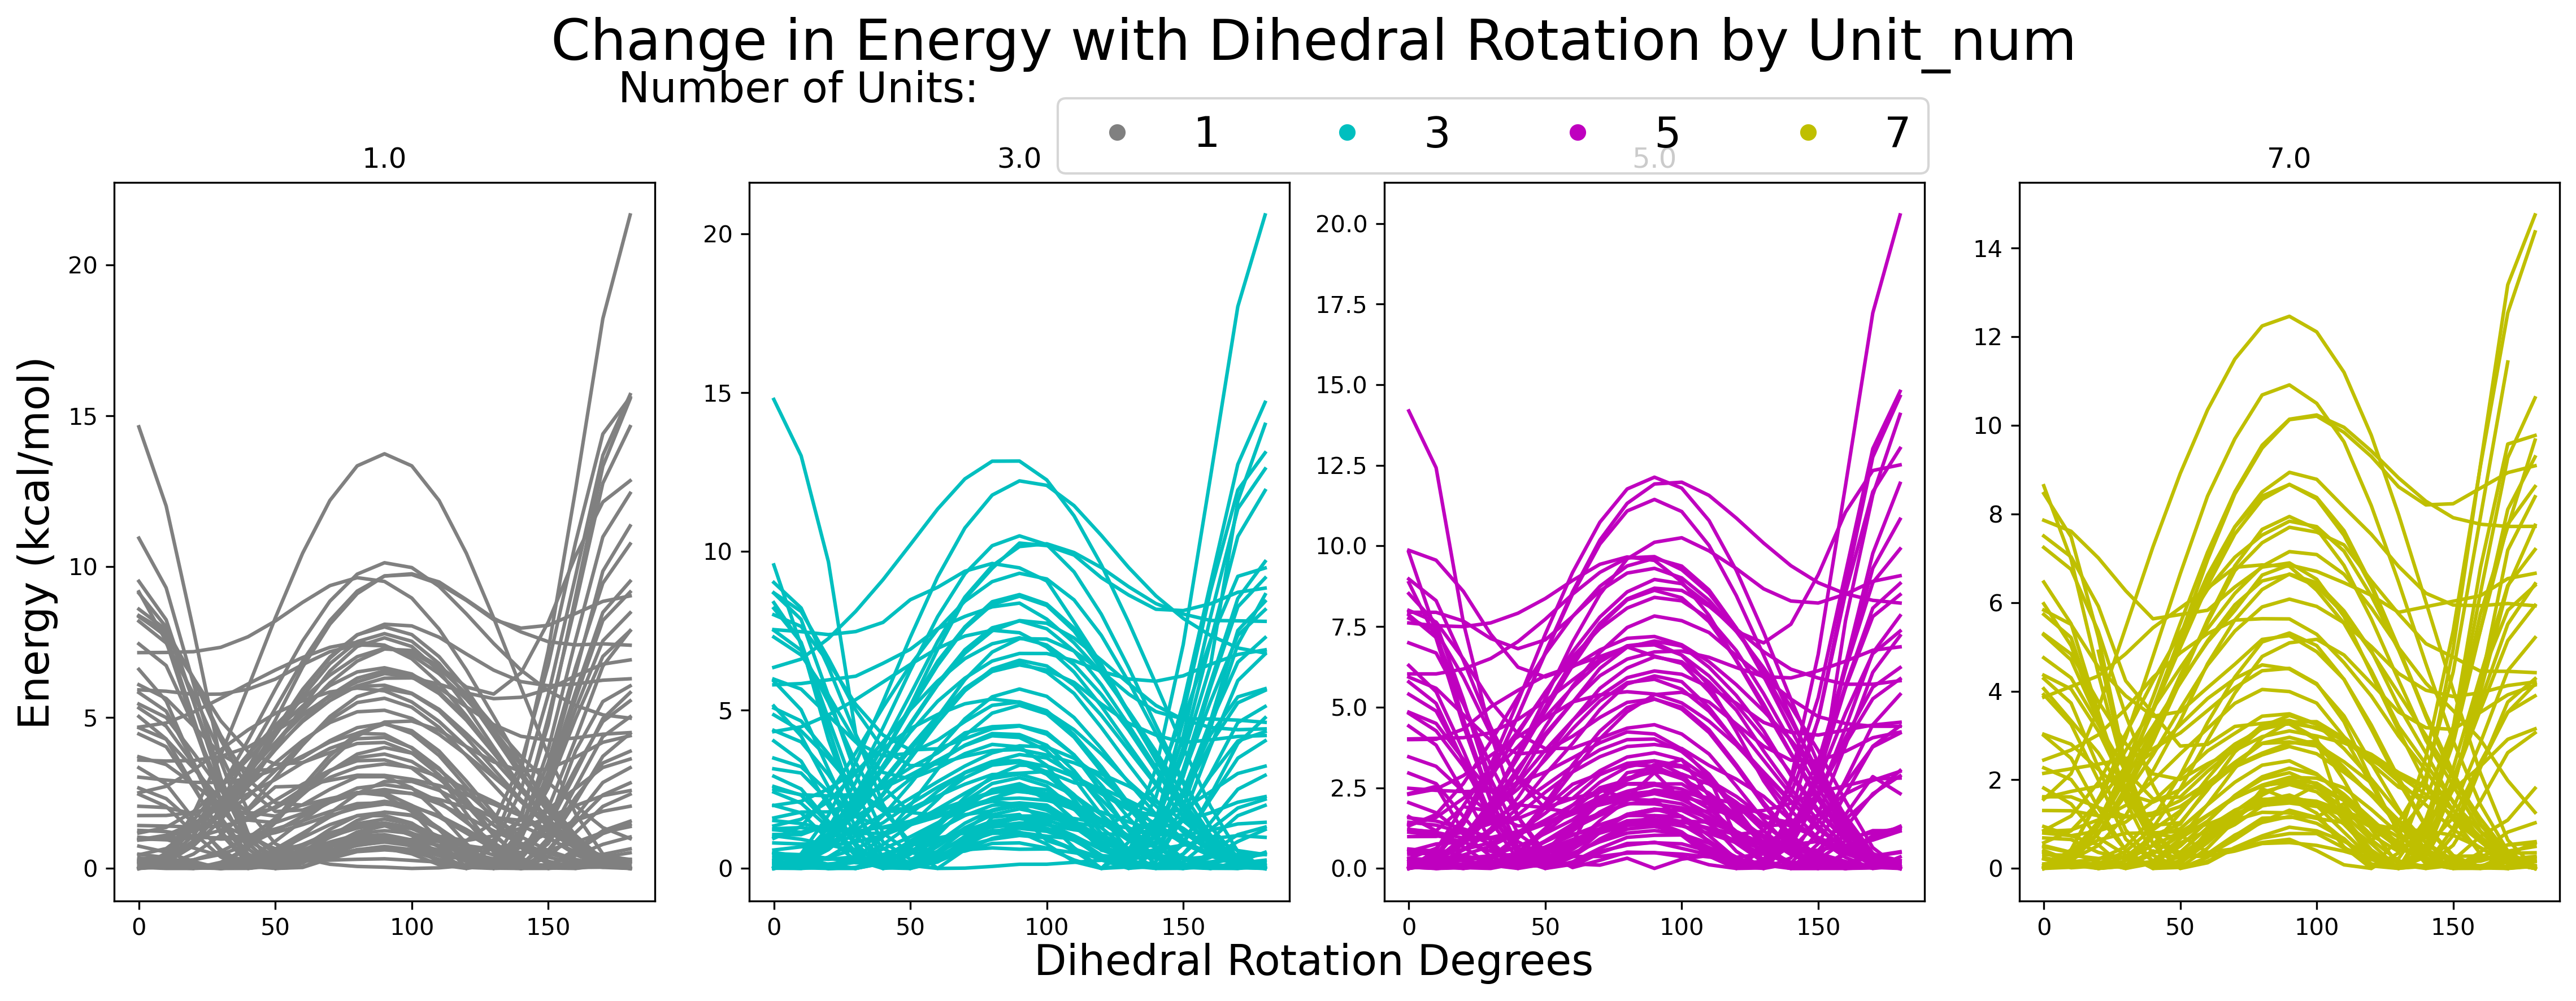 Change in Energy with Dihedral Rotation by Unit_num
Number of Units:
1 3 5 7
1.0 3.0 5.0 7.0
Energy (kcal/mol)
20
15
10
5
0
0 50 100 150
20
15
10
5
0
0 50 100 150
20.0
17.5
15.0
12.5
10.0
7.5
5.0
2.5
0.0
0 50 100 150
14
12
10
8
6
4
2
0
0 50 100 150
Dihedral Rotation Degrees